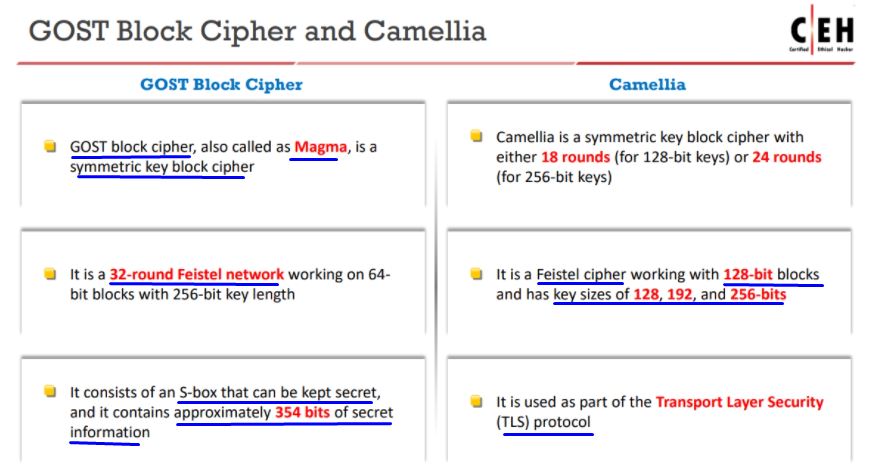 GOST Block Cipher and Camellia
C|EH
Certified Ethical Hacker
GOST Block Cipher
GOST block cipher, also called as Magma, is a
symmetric key block cipher
It is a 32-round Feistel network working on 64-
bit blocks with 256-bit key length
It consists of an S-box that can be kept secret,
and it contains approximately 354 bits of secret
information
Camellia
Camellia is a symmetric key block cipher with
either 18 rounds (for 128-bit keys) or 24 rounds
(for 256-bit keys)
It is a Feistel cipher working with 128-bit blocks
and has key sizes of 128, 192, and 256-bits
It is used as part of the Transport Layer Security
(TLS) protocol